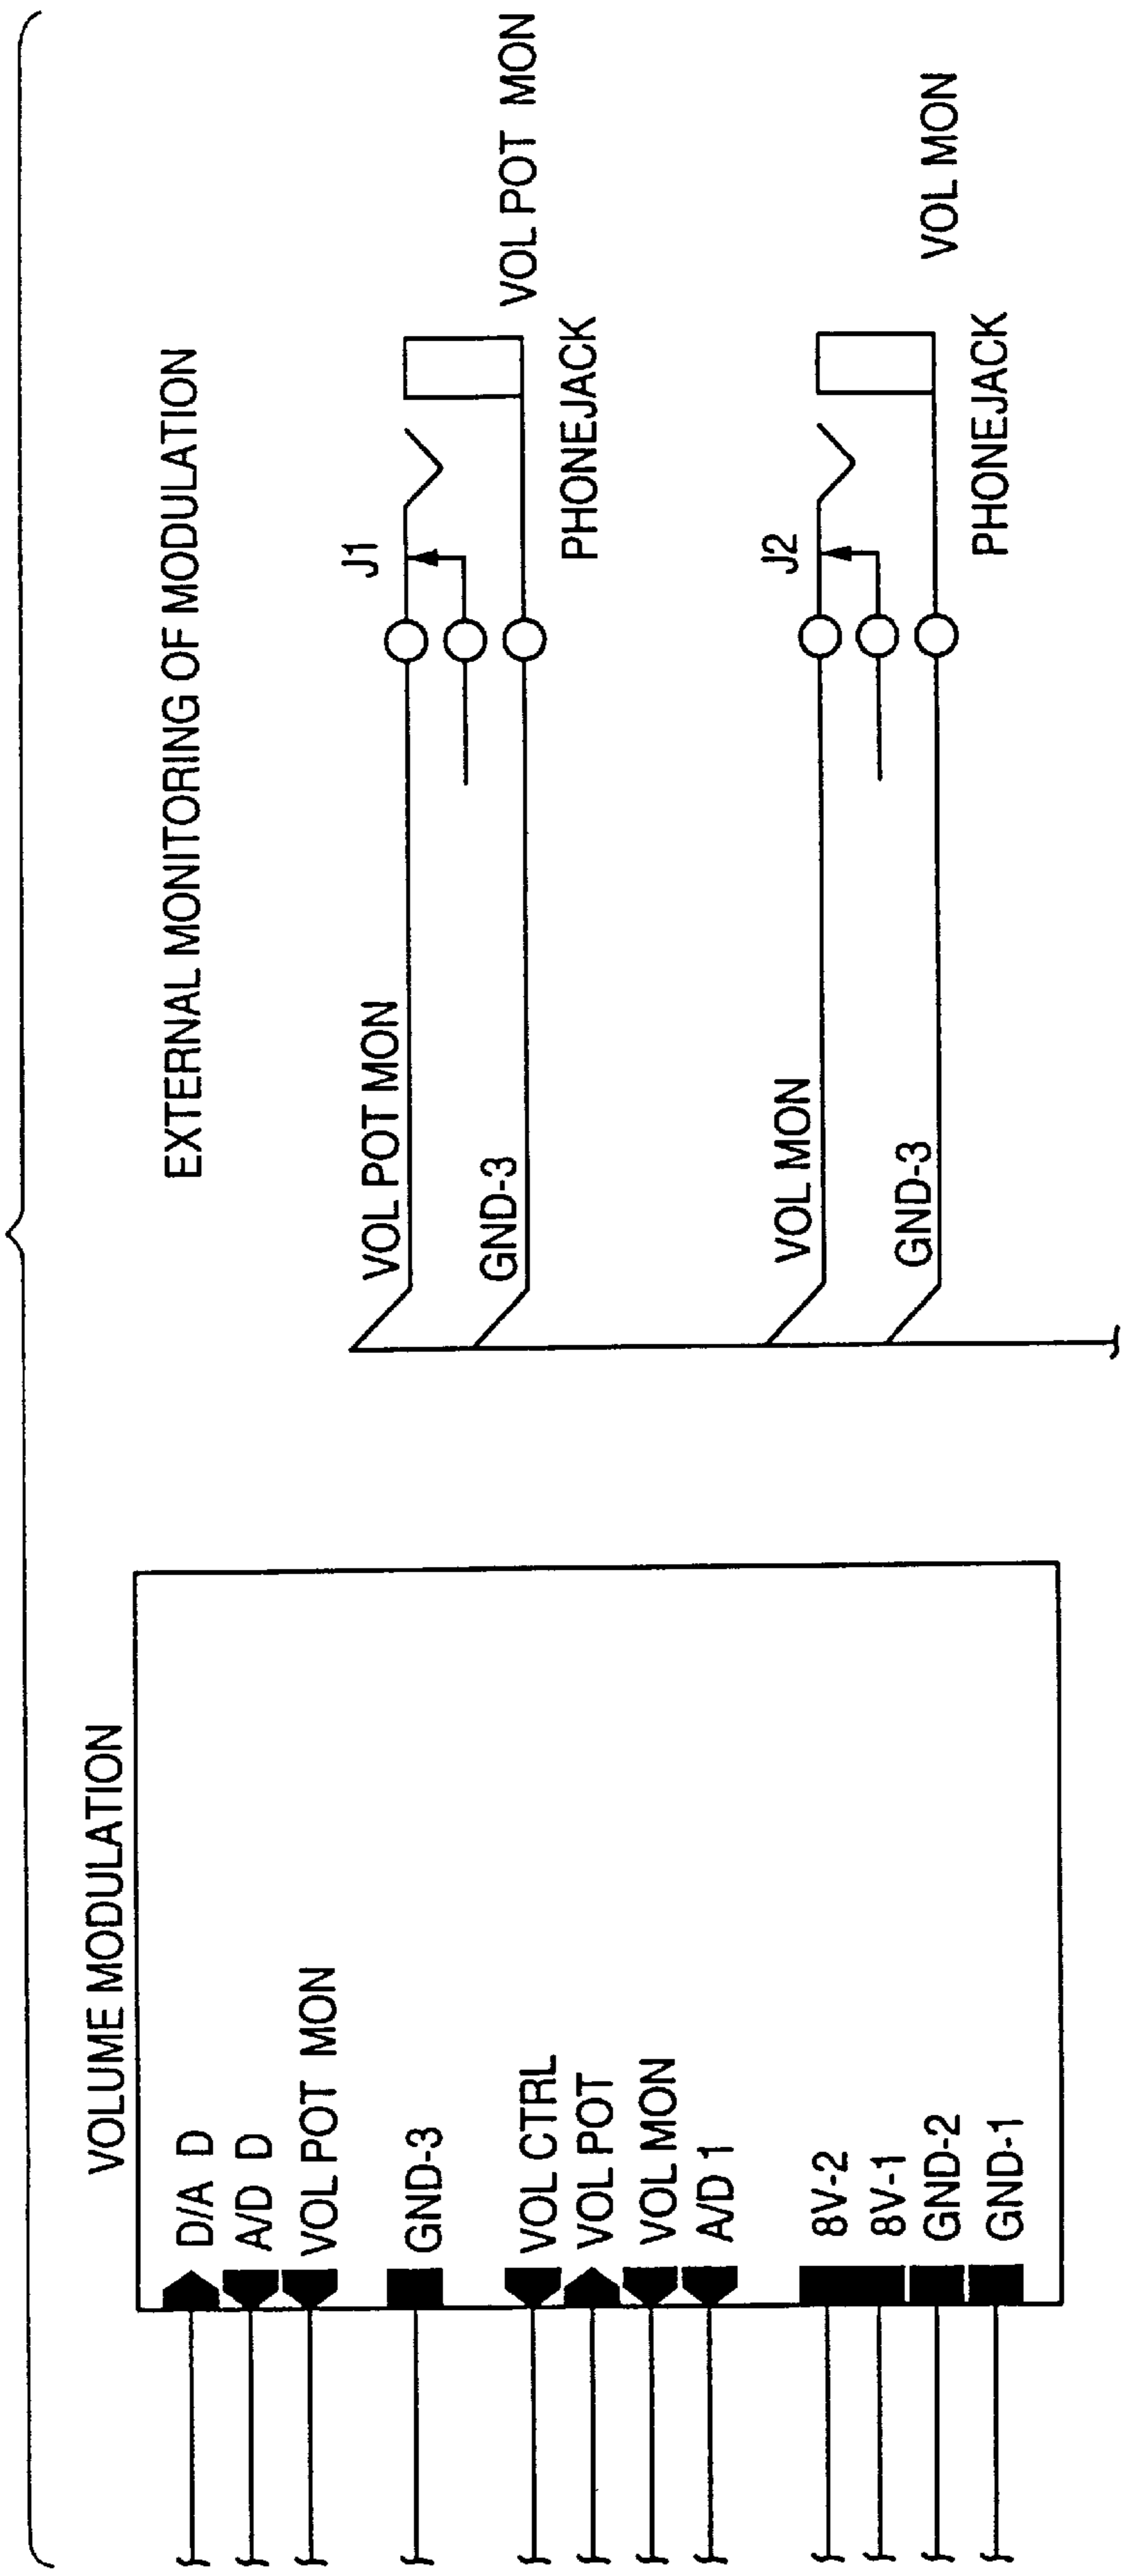 VOLUME MODULATION
D/A D
A/D D
VOL POT MON
GND-3
VOL CTRL
VOL POT
VOL MON
A/D 1
8V-2
8V-1
GND-2
GND-1
EXTERNAL MONITORING OF MODULATION
VOL POT MON
J1
GND-3
VOL POT MON
PHONEJACK
VOL MON
J2
GND-3
VOL MON
PHONEJACK